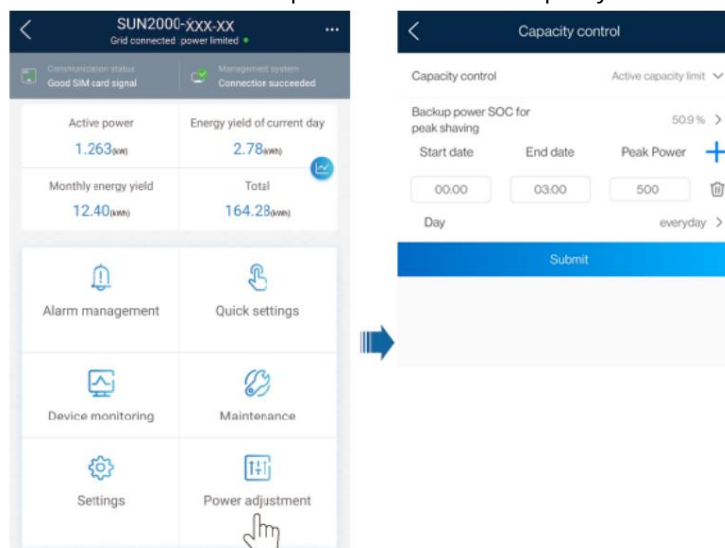 SUN2000-XXX-XX
Grid connected :power limited
Communication status
Good SIM card signal
Management system
Connection succeeded
Active power
1.263(kW)
Energy yield of current day
2.78(kWh)
Monthly energy yield
12.40(kWh)
Total
164.28(kWh)
Alarm management
Quick settings
Device monitoring
Maintenance
Settings
Power adjustment
Capacity control
Capacity control
Active capacity limit
Backup power SOC for
peak shaving
50.9%
Start date
End date
Peak Power
00:00
03:00
500
Day
everyday
Submit